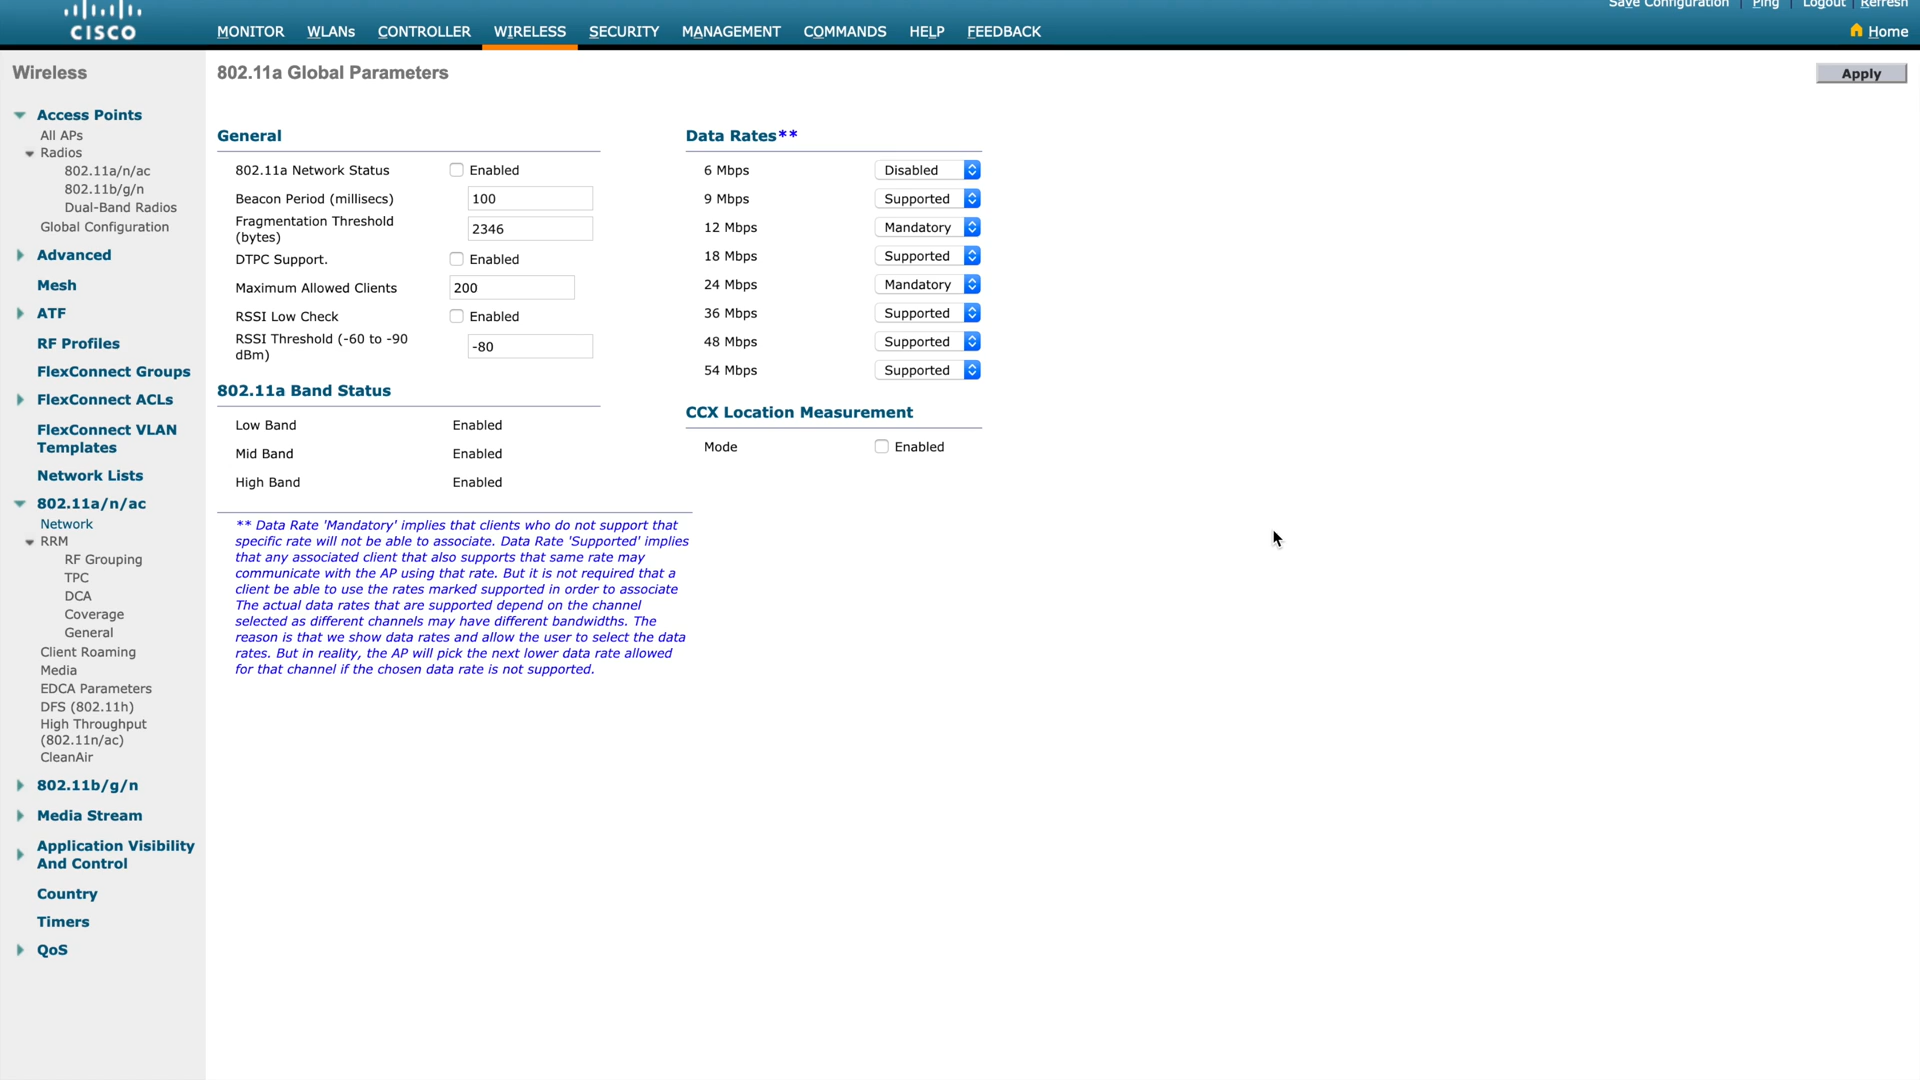 Save Configuration | Ping | Logout | Refresh
CISCO
MONITOR WLANs CONTROLLER WIRELESS SECURITY MANAGEMENT COMMANDS HELP FEEDBACK
Home
Wireless
Access Points
All APs
Radios
802.11a/n/ac
802.11b/g/n
Dual-Band Radios
Global Configuration
Advanced
Mesh
ATF
RF Profiles
FlexConnect Groups
FlexConnect ACLs
FlexConnect VLAN
Templates
Network Lists
802.11a/n/ac
Network
RRM
RF Grouping
TPC
DCA
Coverage
General
Client Roaming
Media
EDCA Parameters
DFS (802.11h)
High Throughput
(802.11n/ac)
CleanAir
802.11b/g/n
Media Stream
Application Visibility
And Control
Country
Timers
QoS
802.11a Global Parameters
Apply
General
802.11a Network Status Enabled
Beacon Period (millisecs) 100
Fragmentation Threshold
(bytes) 2346
DTPC Support. Enabled
Maximum Allowed Clients 200
RSSI Low Check Enabled
RSSI Threshold (-60 to -90
dBm) -80
802.11a Band Status
Low Band Enabled
Mid Band Enabled
High Band Enabled
Data Rates**
6 Mbps Disabled
9 Mbps Supported
12 Mbps Mandatory
18 Mbps Supported
24 Mbps Mandatory
36 Mbps Supported
48 Mbps Supported
54 Mbps Supported
CCX Location Measurement
Mode Enabled
** Data Rate 'Mandatory' implies that clients who do not support that
specific rate will not be able to associate. Data Rate 'Supported' implies
that any associated client that also supports that same rate may
communicate with the AP using that rate. But it is not required that a
client be able to use the rates marked supported in order to associate
The actual data rates that are supported depend on the channel
selected as different channels may have different bandwidths. The
reason is that we show data rates and allow the user to select the data
rates. But in reality, the AP will pick the next lower data rate allowed
for that channel if the chosen data rate is not supported.